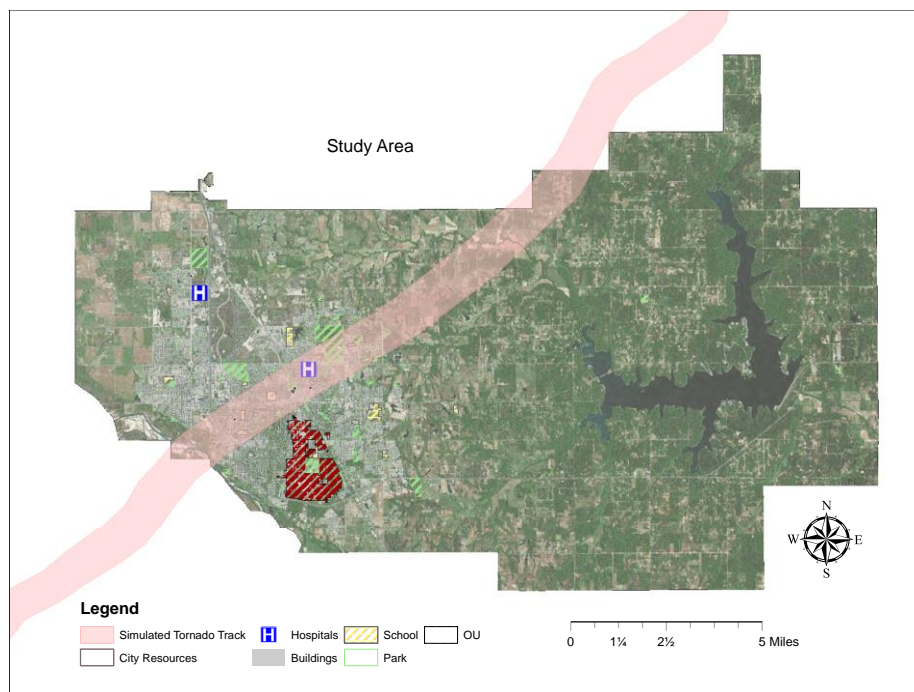 Study Area
H
H
N
W E
S
Legend
Simulated Tornado Track
H Hospitals
School
OU
City Resources
Buildings
Park
0 1¼ 2½ 5 Miles